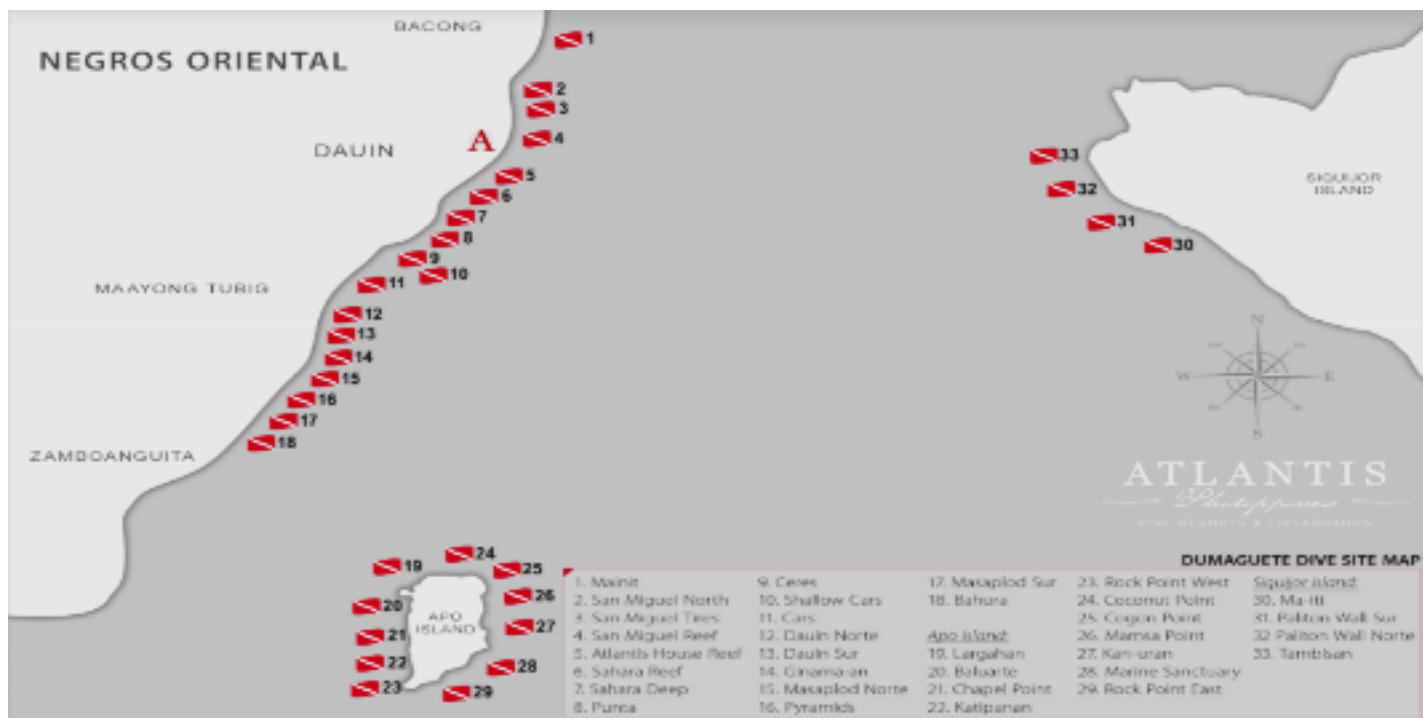 BACONG
NEGROS ORIENTAL
DAUIN
A
MAAYONG TUBIG
ZAMBOANGUITA
SIQUIJOR
ISLAND
APO
ISLAND
1
2
3
4
5
6
7
8
9
10
11
12
13
14
15
16
17
18
19
20
21
22
23
24
25
26
27
28
29
30
31
32
33
N
W
E
S
ATLANTIS
Philippines
DIVE RESORTS & LIVEABOARDS
DUMAGUETE DIVE SITE MAP
1. Mainit
2. San Miguel North
3. San Miguel Tires
4. San Miguel Reef
5. Atlantis House Reef
6. Sahara Reef
7. Sahara Deep
8. Punta
9. Ceres
10. Shallow Cars
11. Cars
12. Dauin Norte
13. Dauin Sur
14. Ginama-an
15. Masaplod Norte
16. Pyramids
17. Masaplod Sur
18. Bahura
Apo Island:
19. Largahan
20. Baluarte
21. Chapel Point
22. Katipanan
23. Rock Point West
24. Coconut Point
25. Cogon Point
26. Mamsa Point
27. Kan-uran
28. Marine Sanctuary
29. Rock Point East
Siquijor Island:
30. Ma-iti
31. Paliton Wall Sur
32 Paliton Wall Norte
33. Tambisan